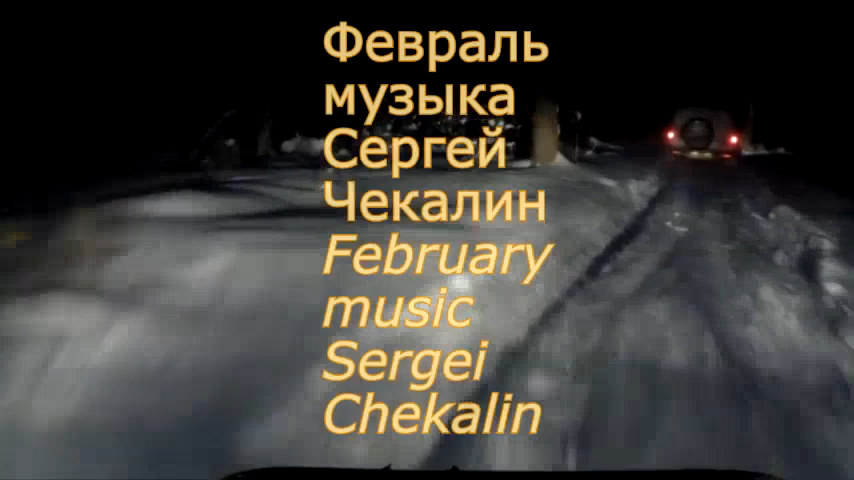 Февраль
музыка
Сергей
Чекалин
February
music
Sergei
Chekalin